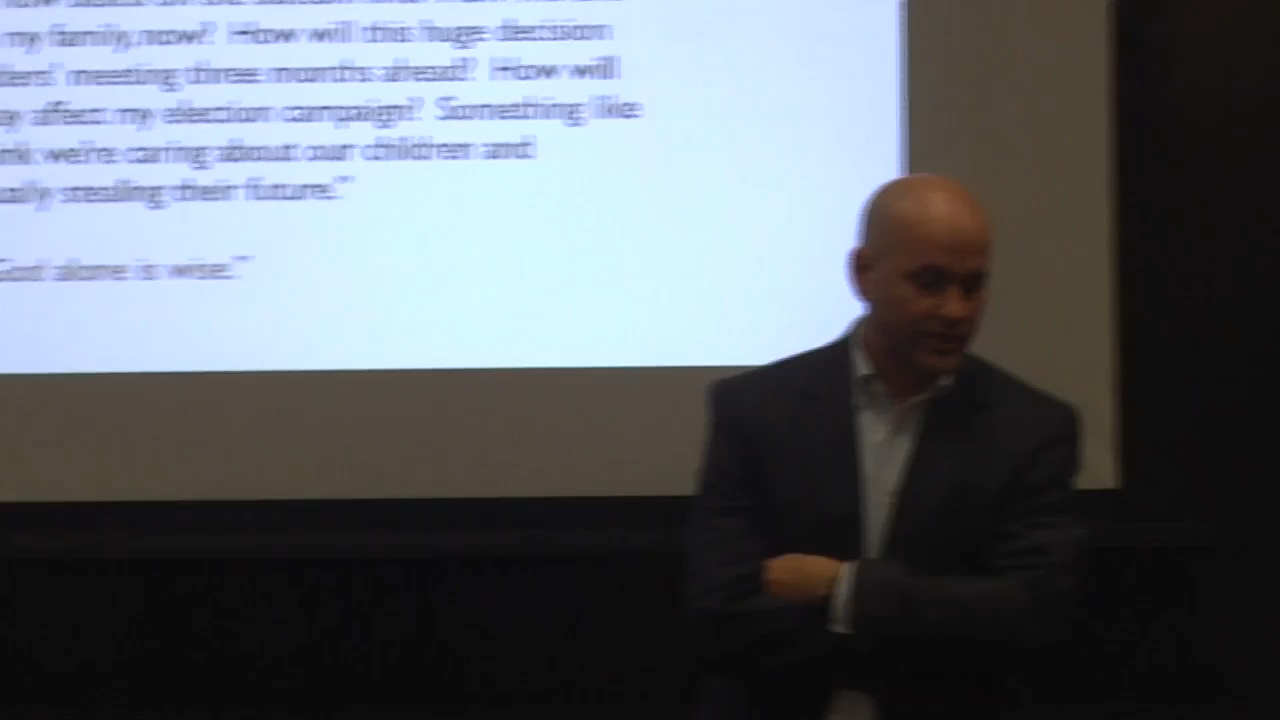 my family, now? How will this huge decision
meeting three months ahead? How will
affect my election campaign? Something like
we're caring about our children and
stealing their future."
God alone is wise."